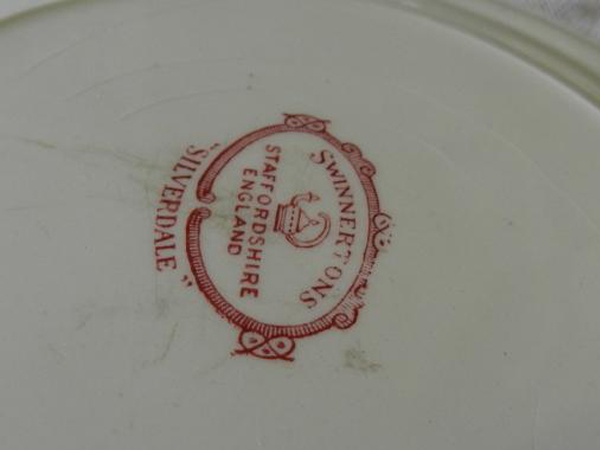 SWINNERTONS
STAFFORDSHIRE
ENGLAND
"SILVERDALE"